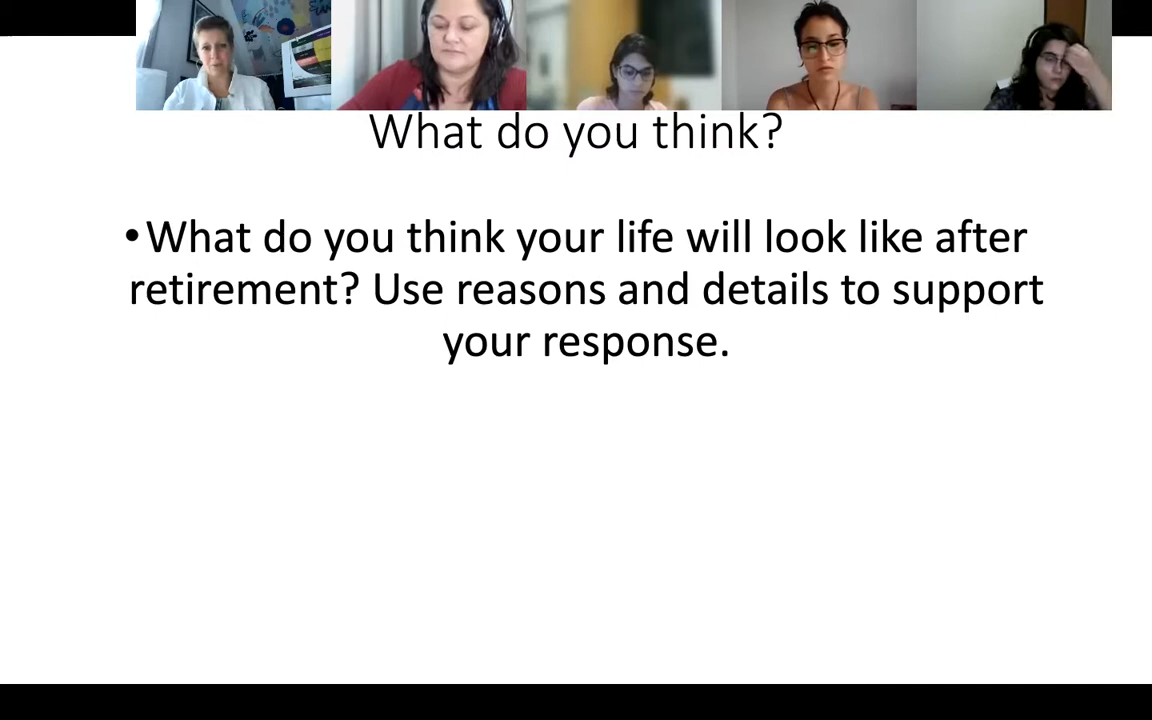 What do you think?
•What do you think your life will look like after
retirement? Use reasons and details to support
your response.